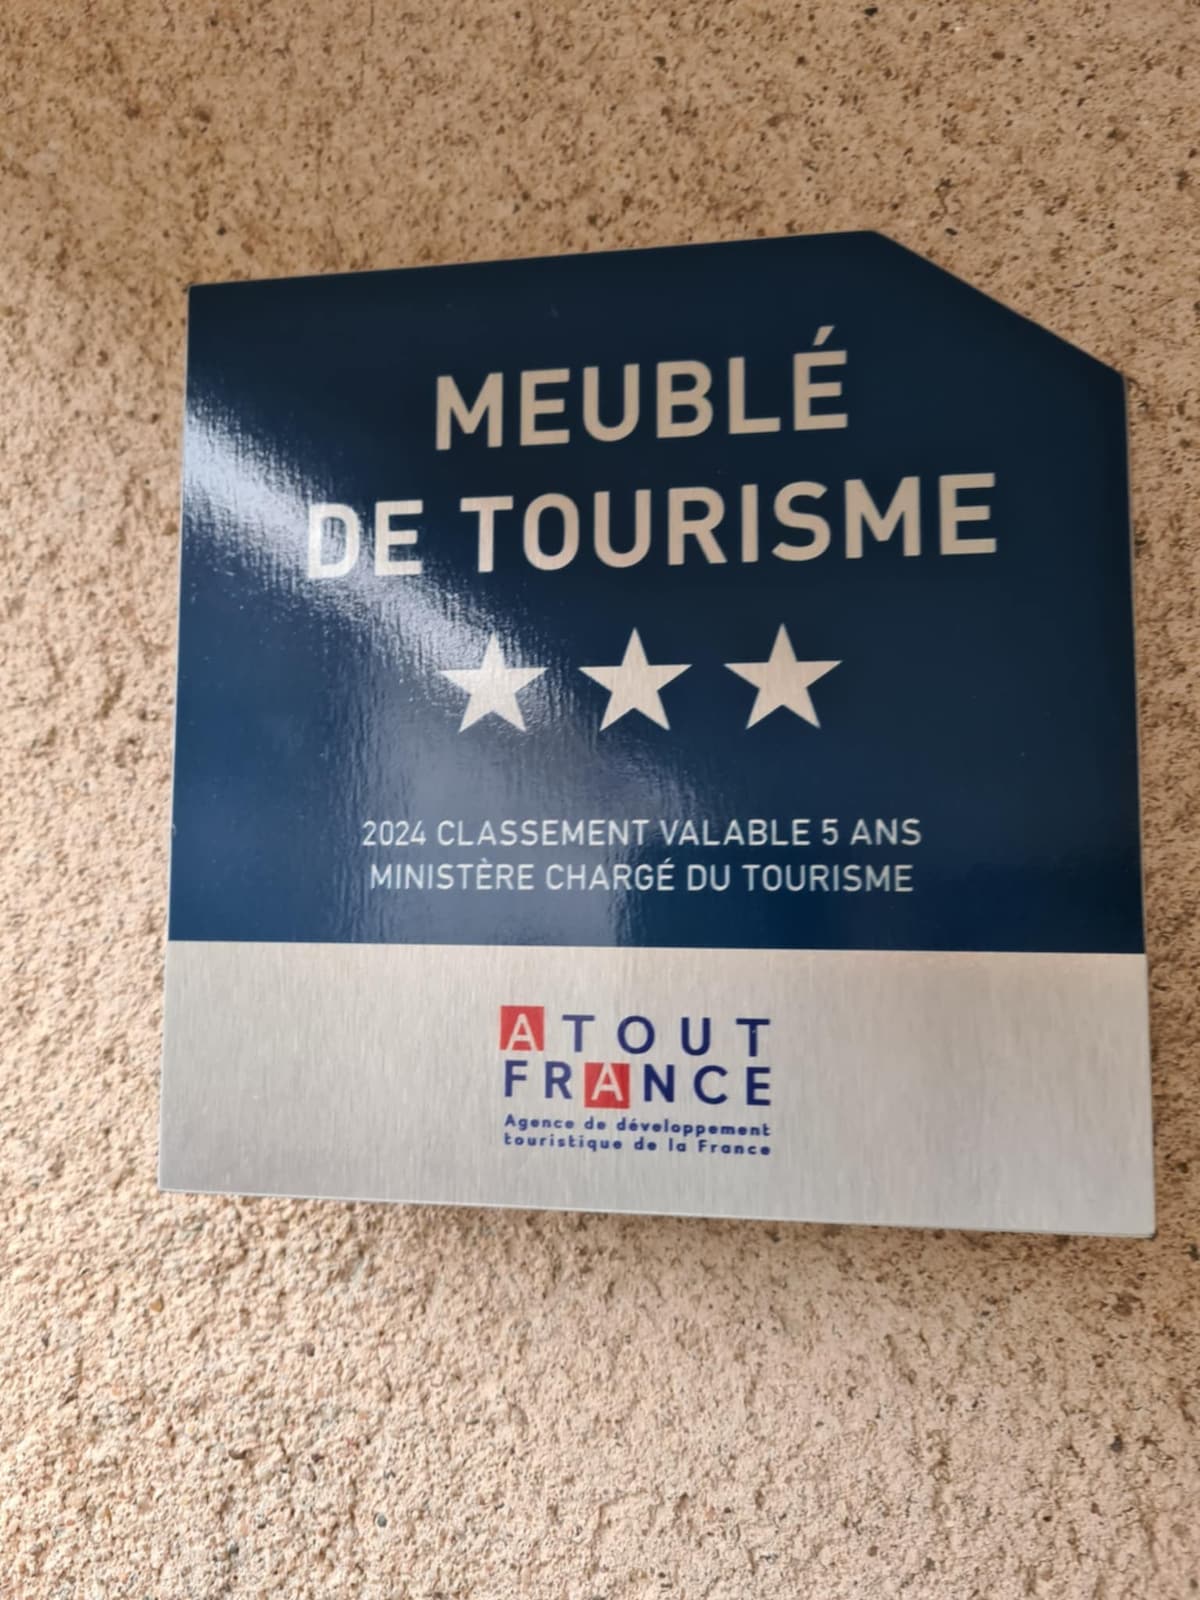 MEUBLÉ
DE TOURISME
2024 CLASSEMENT VALABLE 5 ANS
MINISTÈRE CHARGÉ DU TOURISME
ATOUT
FRANCE
Agence de développement
touristique de la France